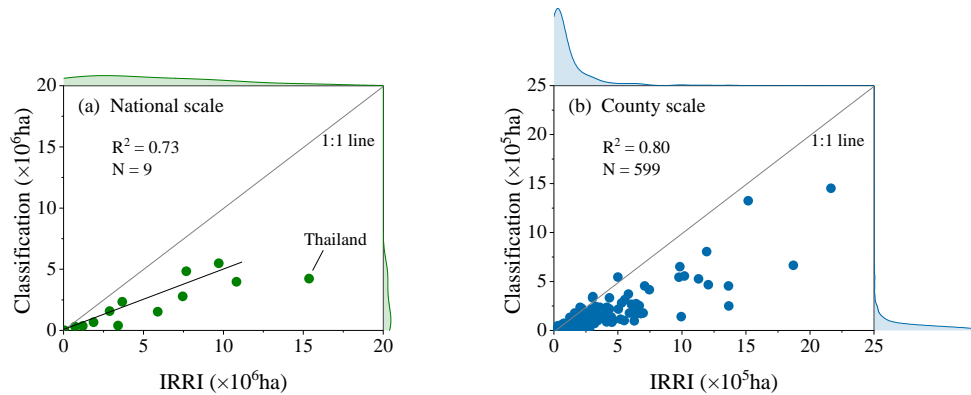 (a) National scale
R² = 0.73
N = 9
1:1 line
Thailand
20
15
10
5
0
0 5 10 15 20
Classification (×10⁶ha)
IRRI (×10⁶ha)
(b) County scale
R² = 0.80
N = 599
1:1 line
25
20
15
10
5
0
0 5 10 15 20 25
Classification (×10⁵ha)
IRRI (×10⁵ha)